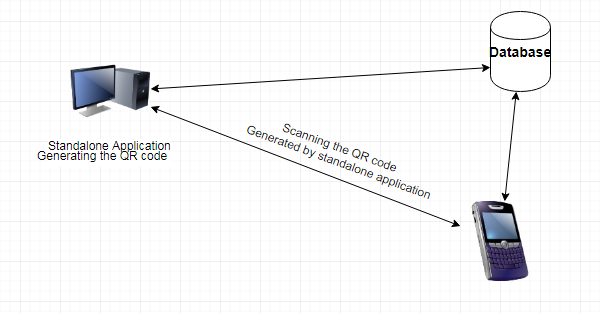 Database
Scanning the QR code
Generated by standalone application
Standalone Application
Generating the QR code